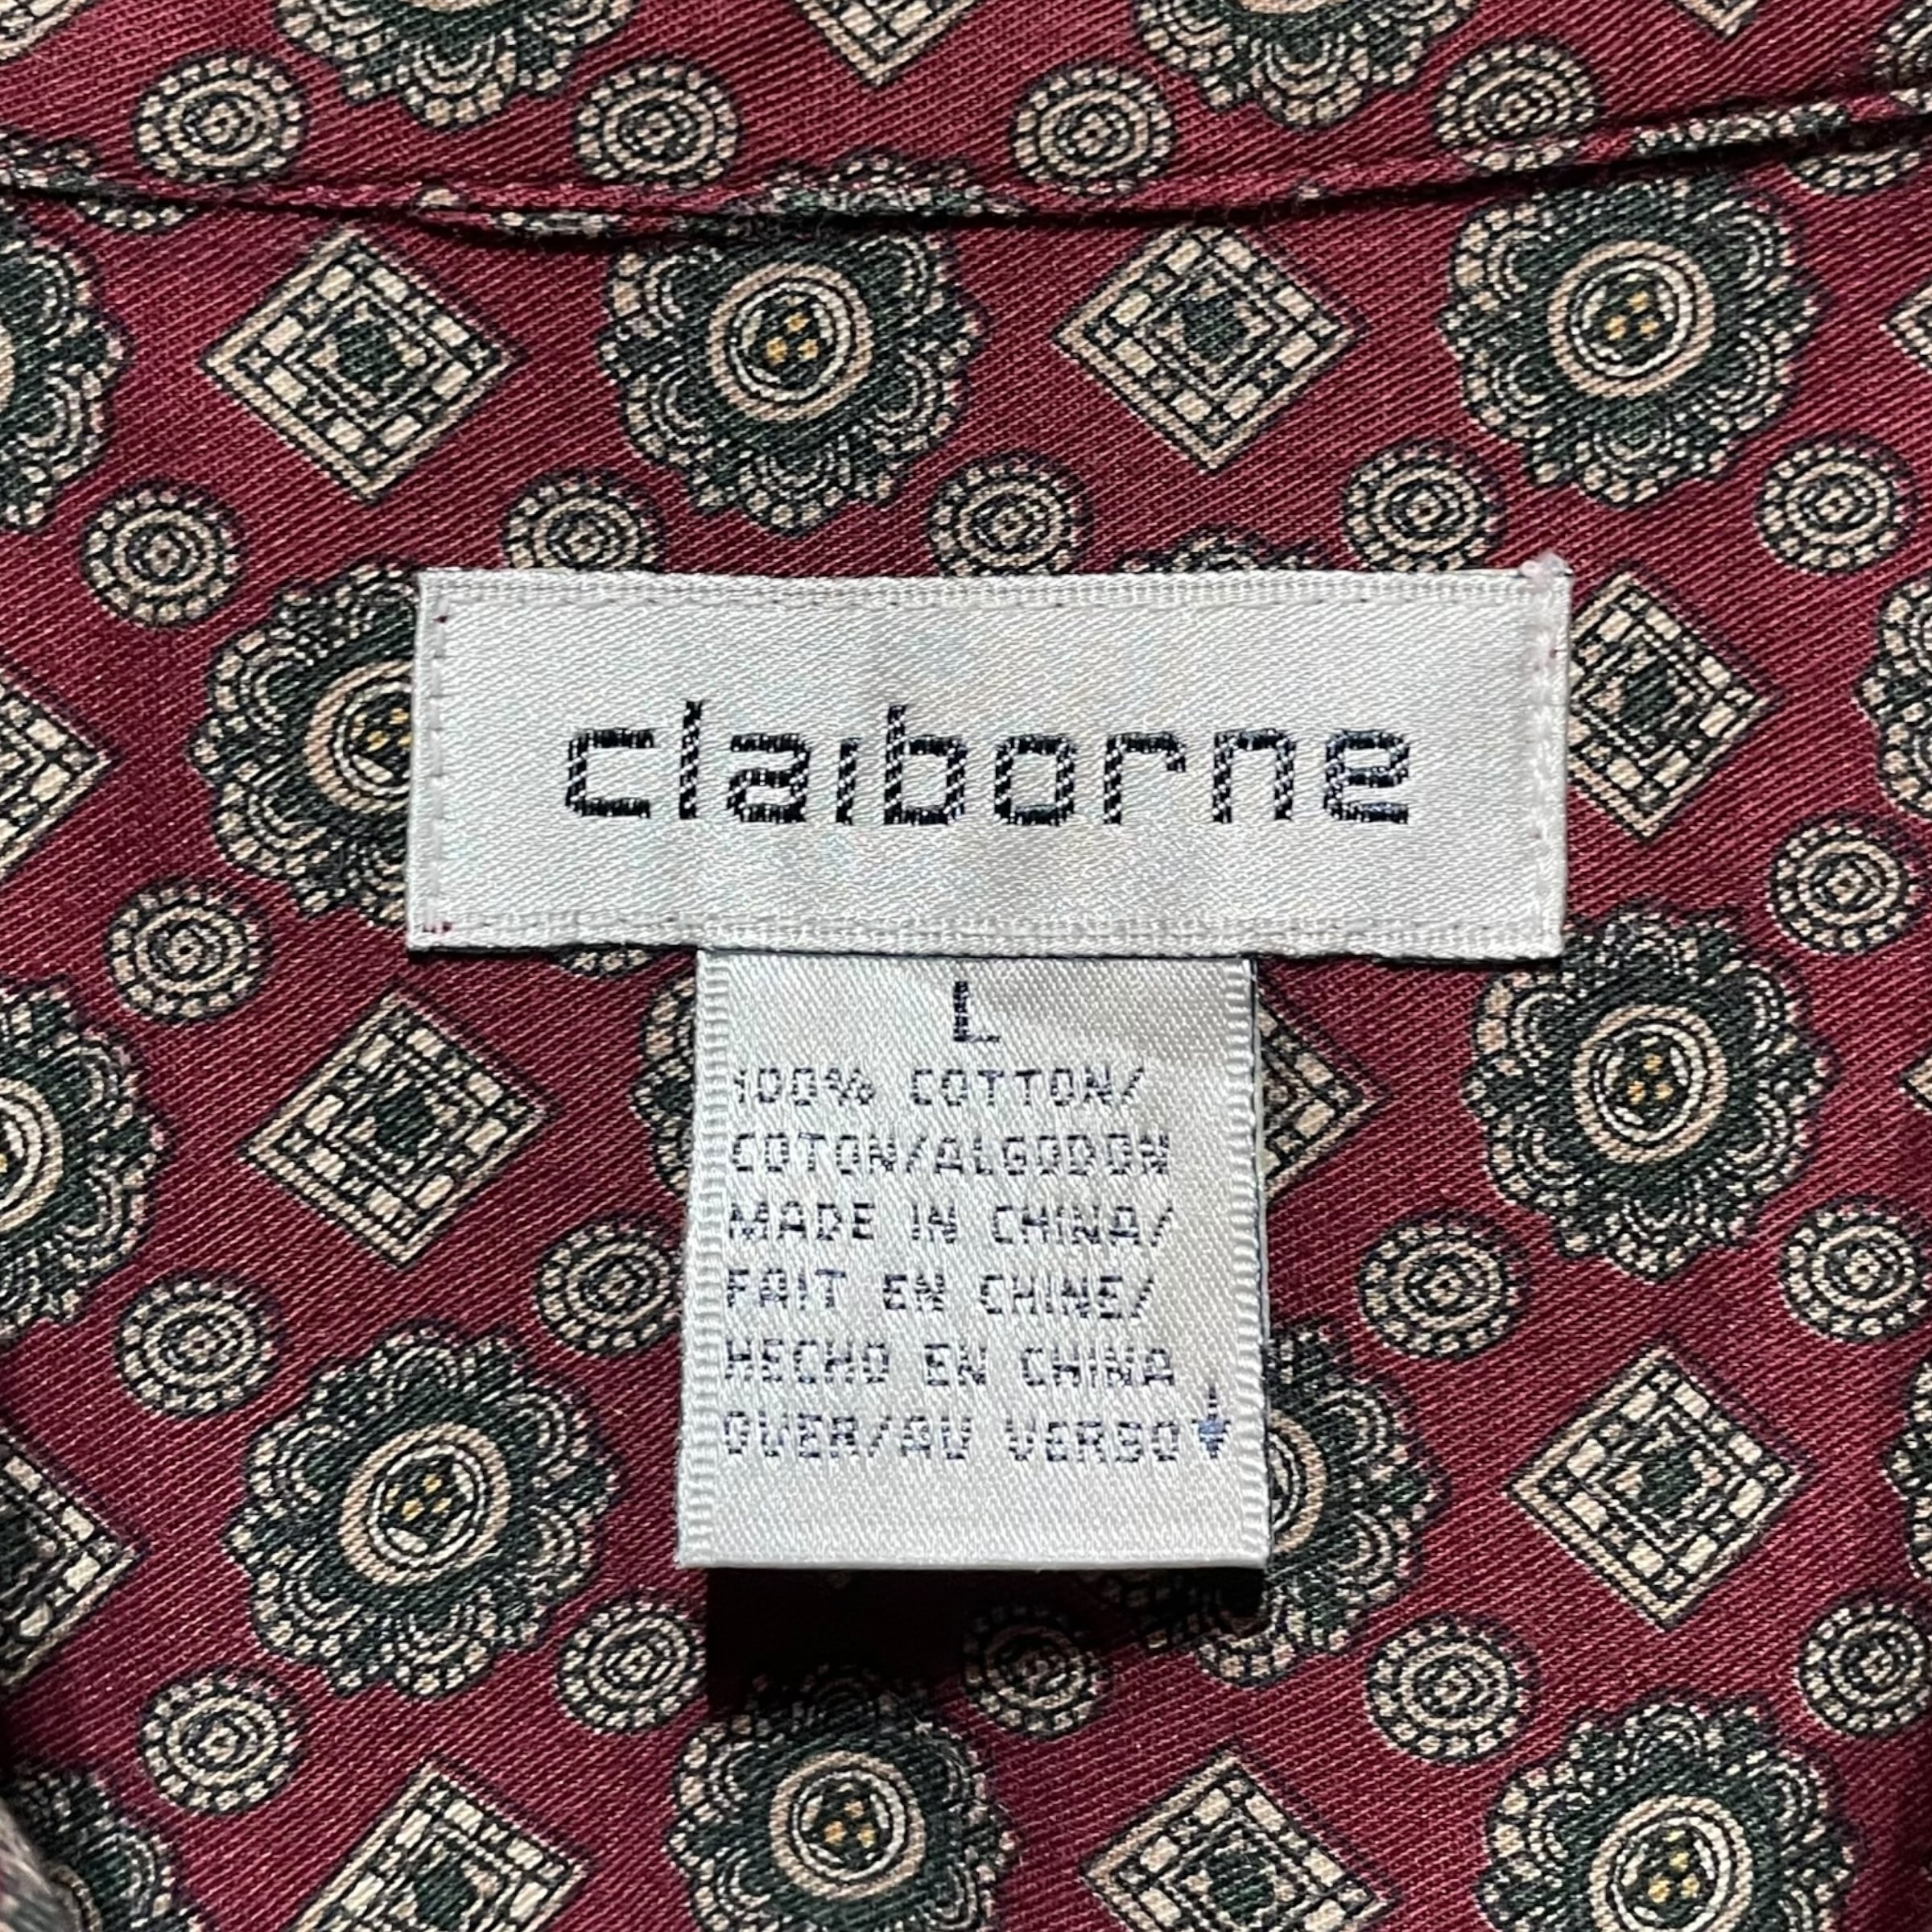 claiborne
L
100% COTTON/
COTON/ALGODON
MADE IN CHINA/
FAIT EN CHINE/
HECHO EN CHINA
OVER/AU VERSO